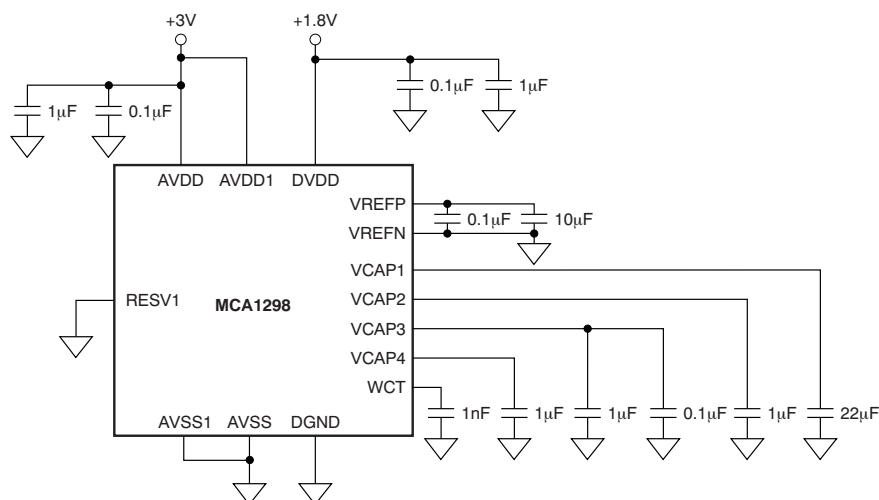 +3V
+1.8V
1µF
0.1µF
0.1µF
1µF
AVDD
AVDD1
DVDD
VREFP
0.1µF
10µF
VREFN
VCAP1
RESV1
MCA1298
VCAP2
VCAP3
VCAP4
WCT
1nF
1µF
1µF
0.1µF
1µF
22µF
AVSS1
AVSS
DGND